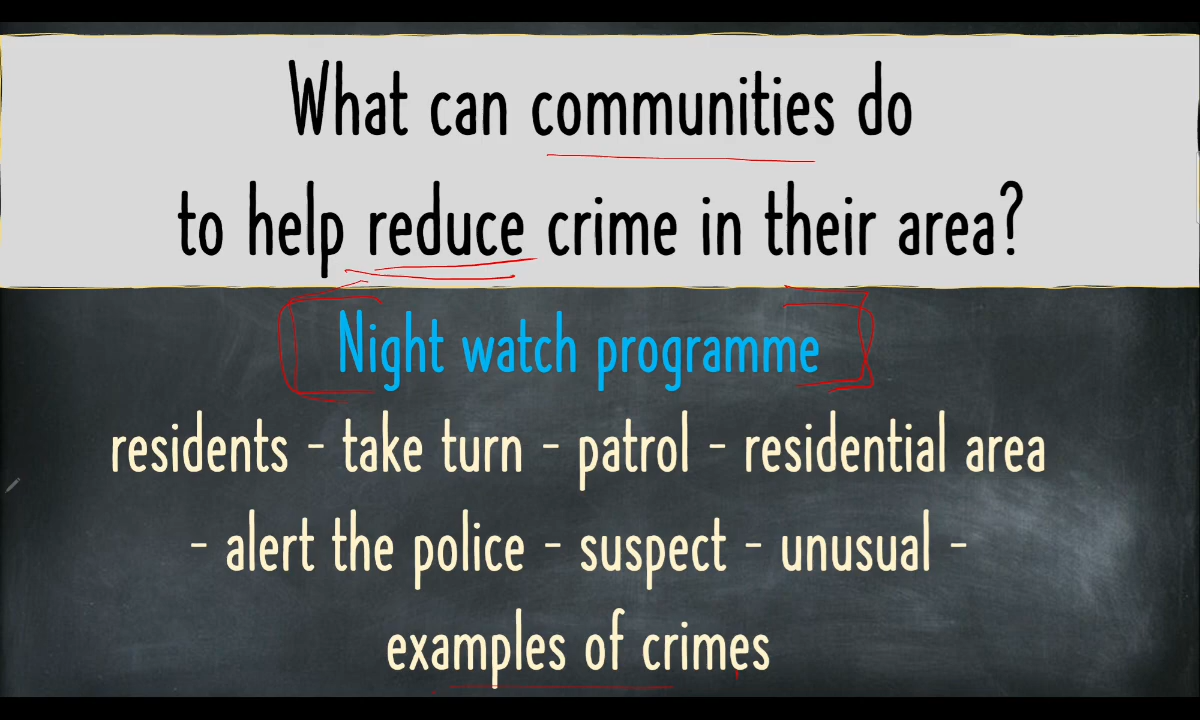 What can communities do
to help reduce crime in their area?
Night watch programme
residents - take turn - patrol - residential area
- alert the police - suspect - unusual -
examples of crimes